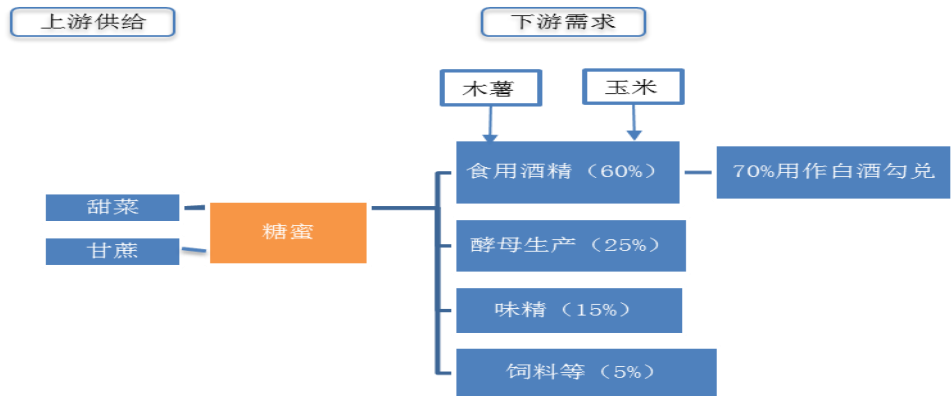 上游供给
下游需求
木薯
玉米
食用酒精（60%）
70%用作白酒勾兑
甜菜
糖蜜
甘蔗
酵母生产（25%）
味精（15%）
饲料等（5%）